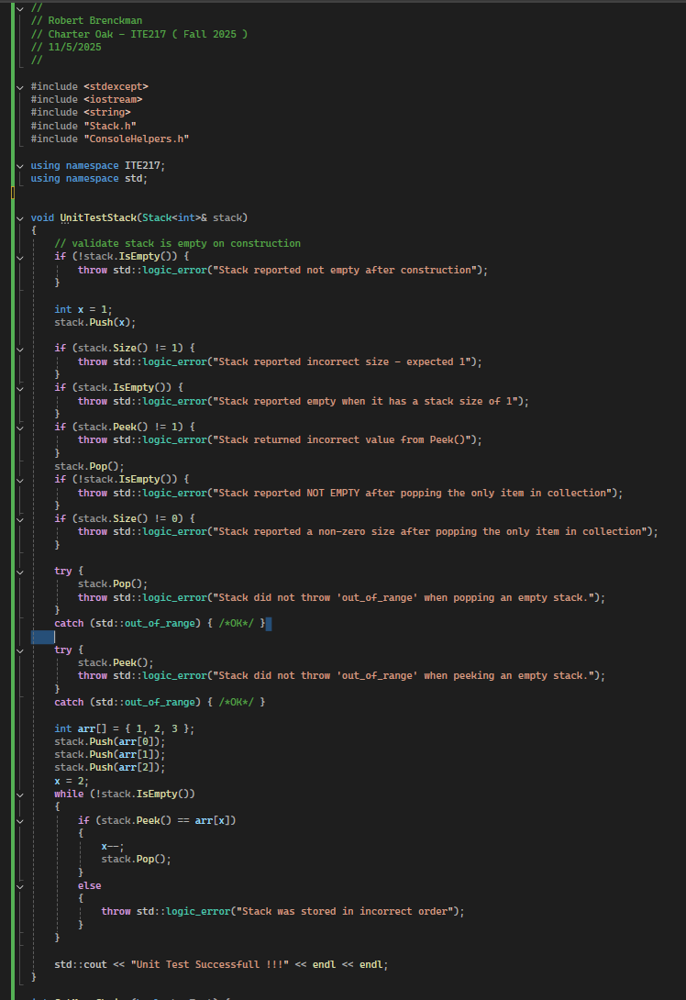 //
// Robert Brenckman
// Charter Oak - ITE217 ( Fall 2025 )
// 11/5/2025
//
#include <stdexcept>
#include <iostream>
#include <string>
#include "Stack.h"
#include "ConsoleHelpers.h"
using namespace ITE217;
using namespace std;
void UnitTestStack(Stack<int>& stack)
{
// validate stack is empty on construction
if (!stack.IsEmpty()) {
throw std::logic_error("Stack reported not empty after construction");
}
int x = 1;
stack.Push(x);
if (stack.Size() != 1) {
throw std::logic_error("Stack reported incorrect size - expected 1");
}
if (stack.IsEmpty()) {
throw std::logic_error("Stack reported empty when it has a stack size of 1");
}
if (stack.Peek() != 1) {
throw std::logic_error("Stack returned incorrect value from Peek()");
}
stack.Pop();
if (!stack.IsEmpty()) {
throw std::logic_error("Stack reported NOT EMPTY after popping the only item in collection");
}
if (stack.Size() != 0) {
throw std::logic_error("Stack reported a non-zero size after popping the only item in collection");
}
try {
stack.Pop();
throw std::logic_error("Stack did not throw 'out_of_range' when popping an empty stack.");
}
catch (std::out_of_range) { /*OK*/ }
try {
stack.Peek();
throw std::logic_error("Stack did not throw 'out_of_range' when peeking an empty stack.");
}
catch (std::out_of_range) { /*OK*/ }
int arr[] = { 1, 2, 3 };
stack.Push(arr[0]);
stack.Push(arr[1]);
stack.Push(arr[2]);
x = 2;
while (!stack.IsEmpty())
{
if (stack.Peek() == arr[x])
{
x--;
stack.Pop();
}
else
{
throw std::logic_error("Stack was stored in incorrect order");
}
}
std::cout << "Unit Test Successfull !!!" << endl << endl;
}